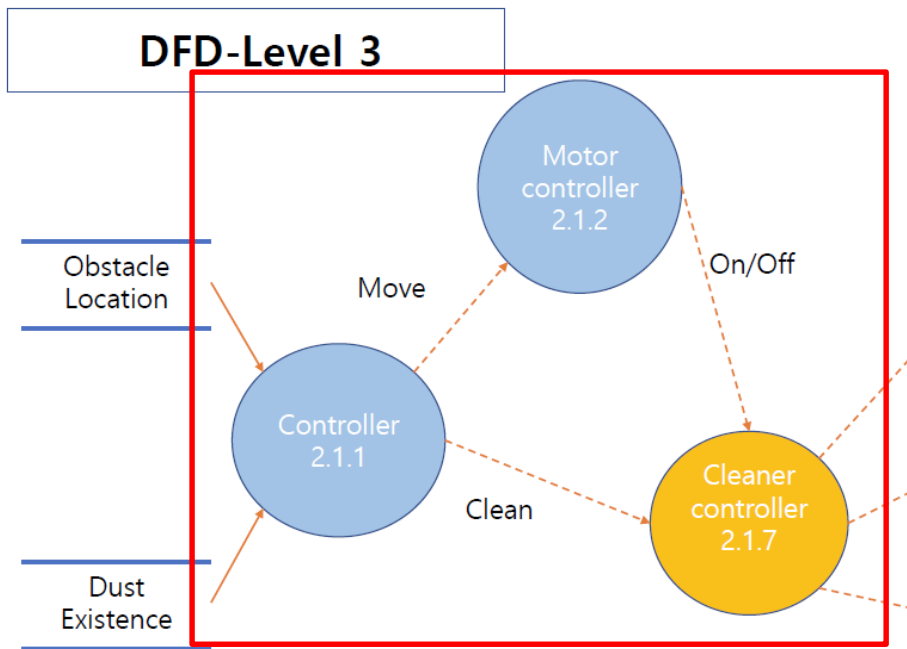 DFD-Level 3
Motor
controller
2.1.2
On/Off
Obstacle
Location
Move
Controller
2.1.1
Cleaner
controller
2.1.7
Clean
Dust
Existence